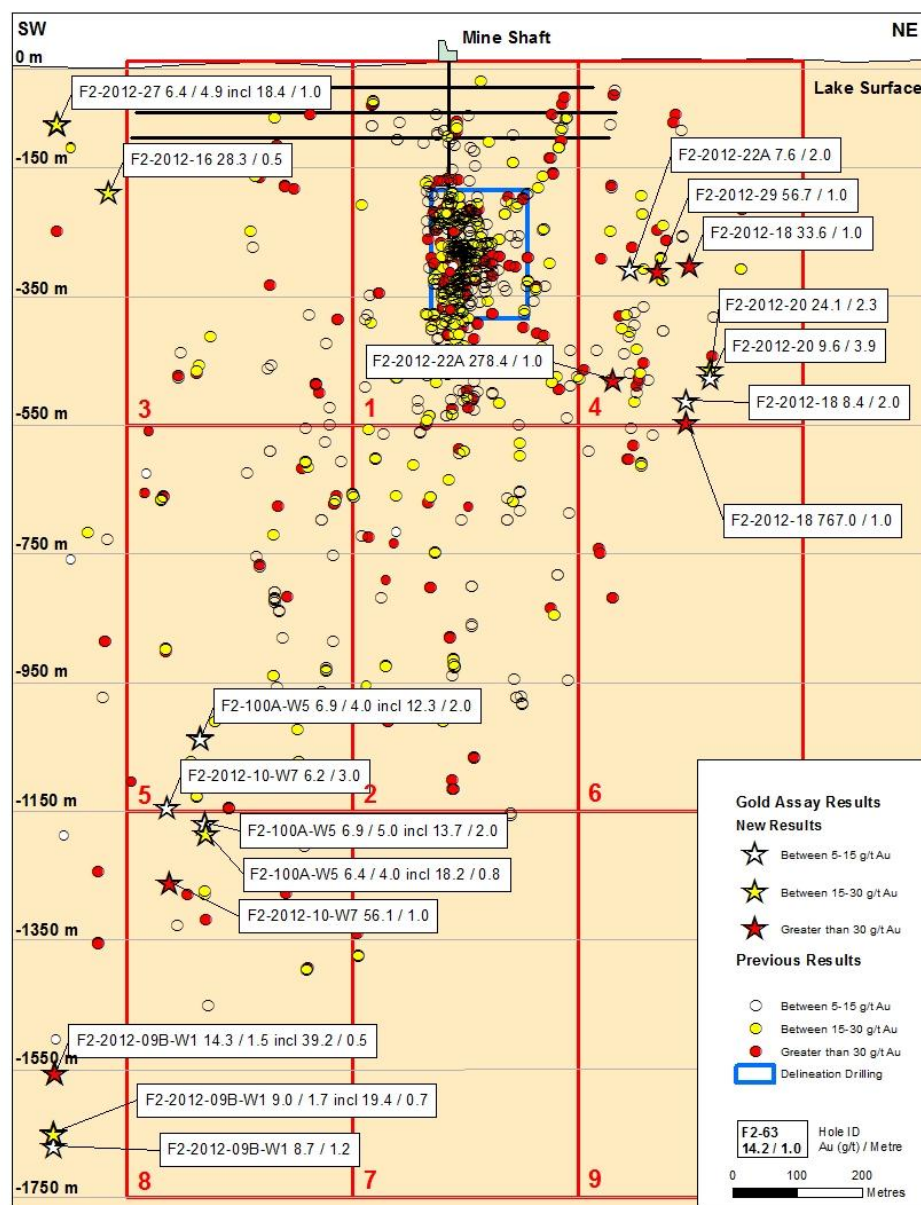 SW
NE
Mine Shaft
0 m
Lake Surface
F2-2012-27 6.4 / 4.9 incl 18.4 / 1.0
F2-2012-16 28.3 / 0.5
-150 m
F2-2012-22A 7.6 / 2.0
F2-2012-29 56.7 / 1.0
F2-2012-18 33.6 / 1.0
-350 m
F2-2012-20 24.1 / 2.3
F2-2012-20 9.6 / 3.9
F2-2012-22A 278.4 / 1.0
F2-2012-18 8.4 / 2.0
-550 m
3
1
4
F2-2012-18 767.0 / 1.0
-750 m
-950 m
F2-100A-W5 6.9 / 4.0 incl 12.3 / 2.0
F2-2012-10-W7 6.2 / 3.0
-1150 m
5
2
6
F2-100A-W5 6.9 / 5.0 incl 13.7 / 2.0
F2-100A-W5 6.4 / 4.0 incl 18.2 / 0.8
F2-2012-10-W7 56.1 / 1.0
-1350 m
F2-2012-09B-W1 14.3 / 1.5 incl 39.2 / 0.5
-1550 m
F2-2012-09B-W1 9.0 / 1.7 incl 19.4 / 0.7
F2-2012-09B-W1 8.7 / 1.2
-1750 m
8
7
9
Gold Assay Results
New Results
Between 5-15 g/t Au
Between 15-30 g/t Au
Greater than 30 g/t Au
Previous Results
Between 5-15 g/t Au
Between 15-30 g/t Au
Greater than 30 g/t Au
Delineation Drilling
F2-63
14.2 / 1.0
Hole ID
Au (g/t) / Metre
0 100 200
Metres